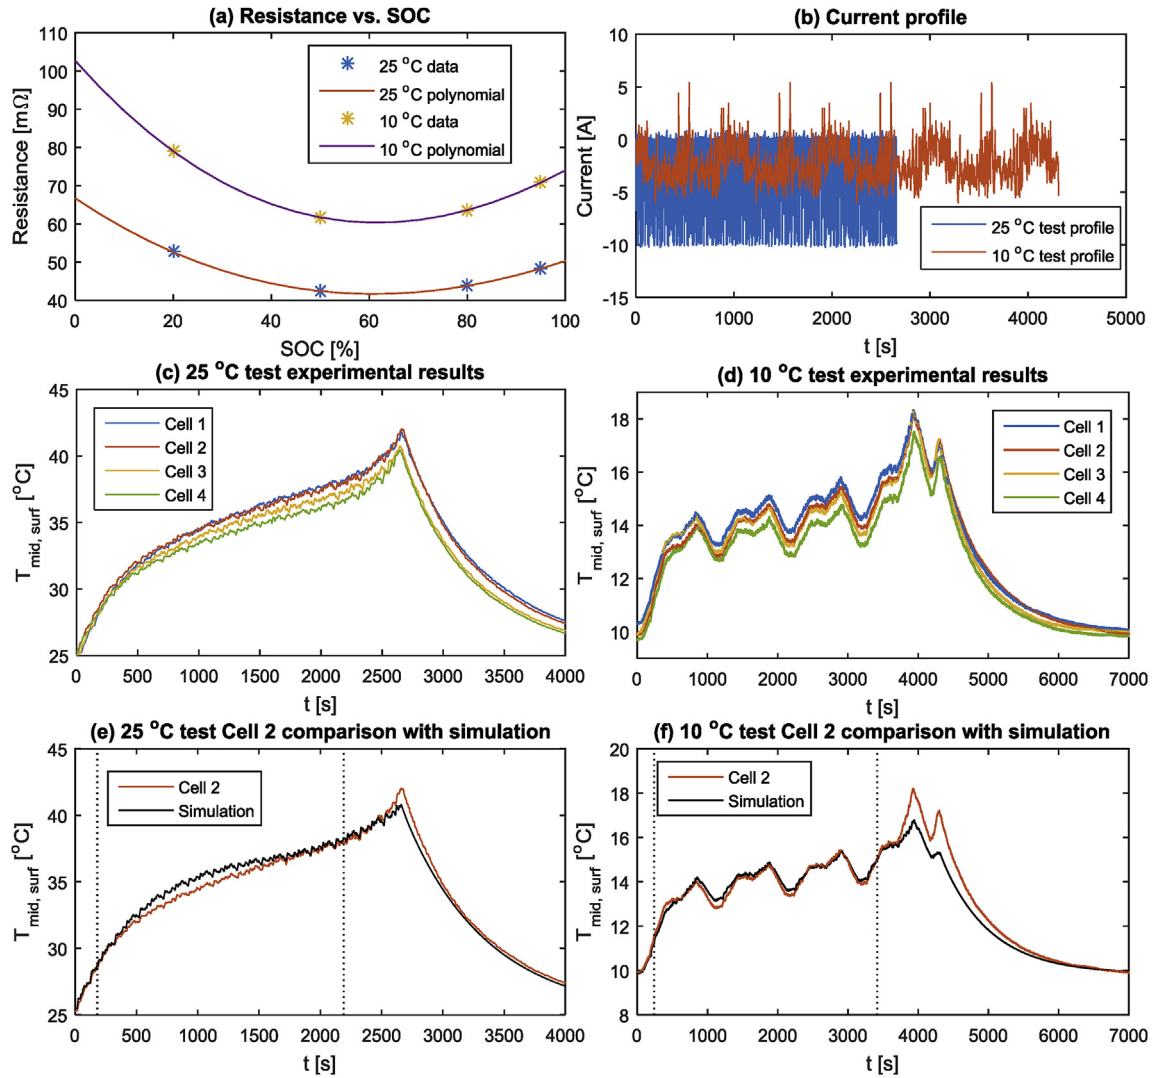 (a) Resistance vs. SOC
110
100
90
80
70
60
50
40
Resistance [mΩ]
25 °C data
25 °C polynomial
10 °C data
10 °C polynomial
0 20 40 60 80 100
SOC [%]
(b) Current profile
10
5
0
-5
-10
-15
Current [A]
25 °C test profile
10 °C test profile
0 1000 2000 3000 4000 5000
t [s]
(c) 25 °C test experimental results
45
40
35
30
25
T mid, surf [°C]
Cell 1
Cell 2
Cell 3
Cell 4
0 500 1000 1500 2000 2500 3000 3500 4000
t [s]
(d) 10 °C test experimental results
18
16
14
12
10
T mid, surf [°C]
Cell 1
Cell 2
Cell 3
Cell 4
0 1000 2000 3000 4000 5000 6000 7000
t [s]
(e) 25 °C test Cell 2 comparison with simulation
45
40
35
30
25
T mid, surf [°C]
Cell 2
Simulation
0 500 1000 1500 2000 2500 3000 3500 4000
t [s]
(f) 10 °C test Cell 2 comparison with simulation
20
18
16
14
12
10
8
T mid, surf [°C]
Cell 2
Simulation
0 1000 2000 3000 4000 5000 6000 7000
t [s]